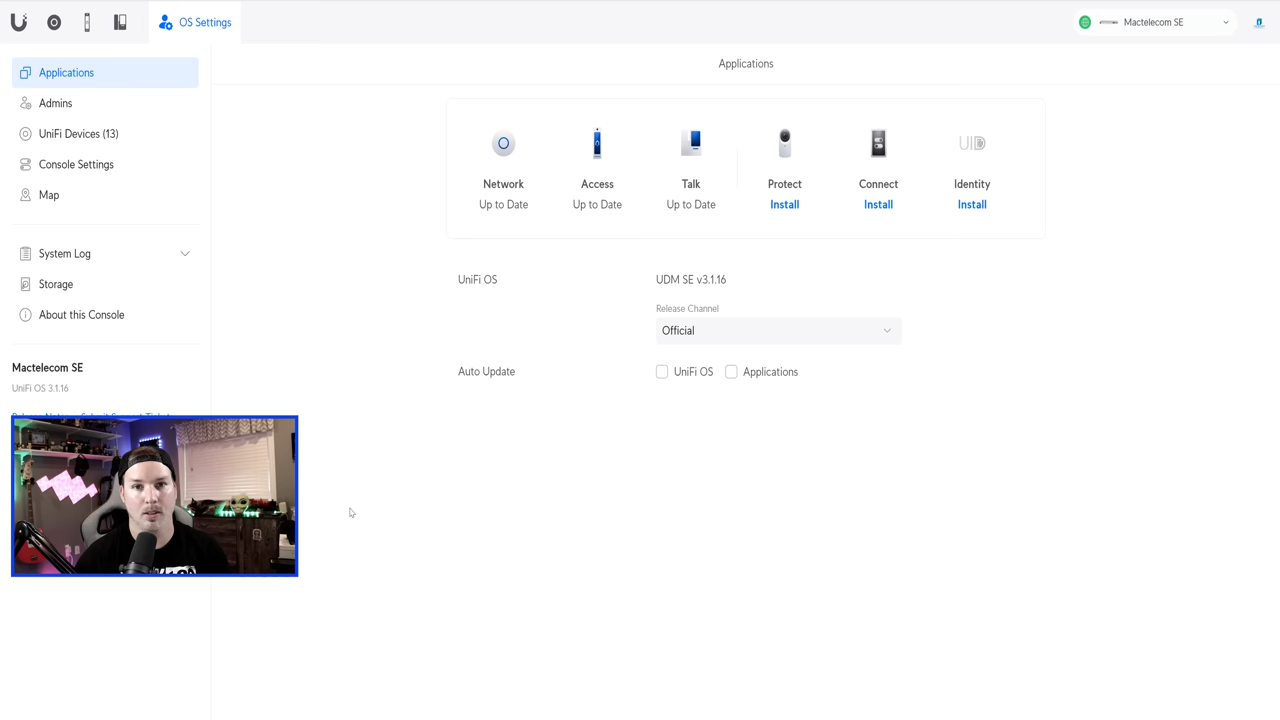 OS Settings
Mactelecom SE
Applications
Admins
UniFi Devices (13)
Console Settings
Map
System Log
Storage
About this Console
Mactelecom SE
UniFi OS 3.1.16
Applications
Network
Up to Date
Access
Up to Date
Talk
Up to Date
Protect
Install
Connect
Install
UID
Identity
Install
UniFi OS
UDM SE v3.1.16
Release Channel
Official
Auto Update
UniFi OS
Applications